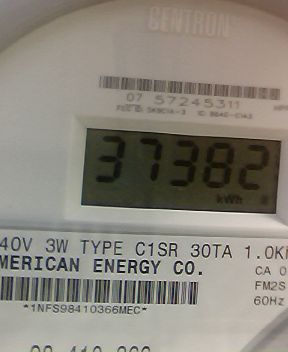 CENTRON
07 57245311
37382
kWh
40V 3W TYPE C1SR 30TA 1.0K
MERICAN ENERGY CO.
CA 0
FM2S
60Hz
*1NFS98410366MEC*